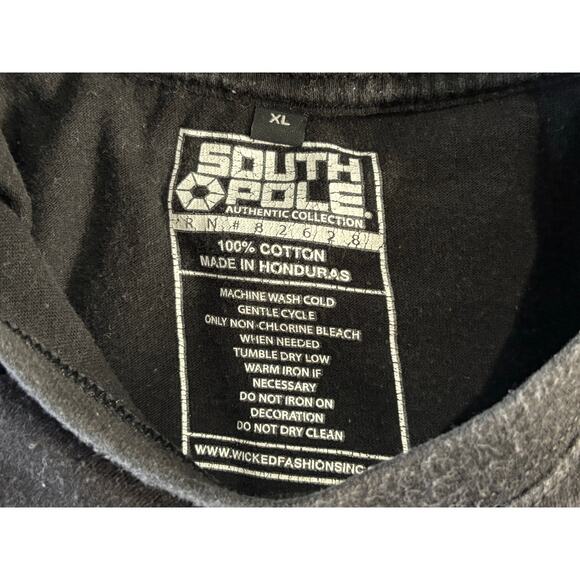 XL
SOUTH
POLE®
AUTHENTIC COLLECTION
RN#82628
100% COTTON
MADE IN HONDURAS
MACHINE WASH COLD
GENTLE CYCLE
ONLY NON-CHLORINE BLEACH
WHEN NEEDED
TUMBLE DRY LOW
WARM IRON IF
NECESSARY
DO NOT IRON ON
DECORATION
DO NOT DRY CLEAN
WWW.WICKEDFASHIONSINC